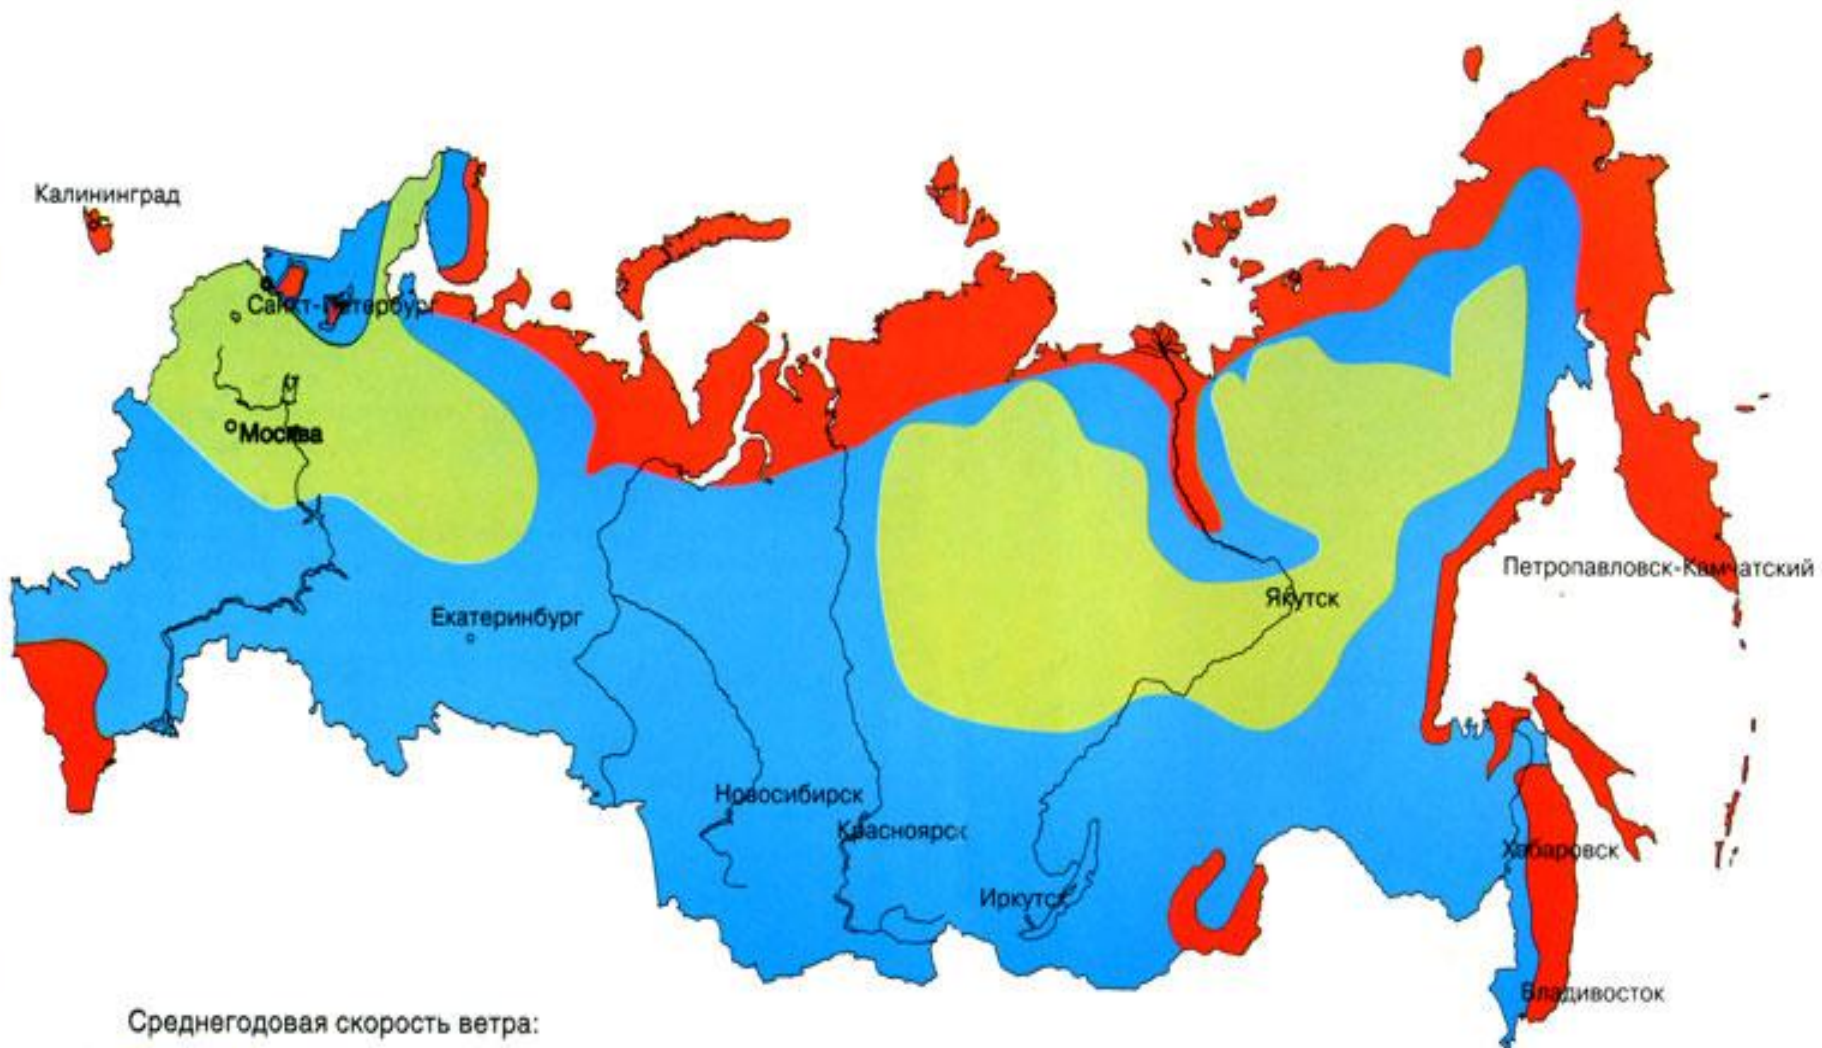 Калининград
Санкт-Петербург
Москва
Петропавловск-Камчатский
Якутск
Екатеринбург
Новосибирск
Красноярск
Хабаровск
Иркутск
Владивосток
Среднегодовая скорость ветра: